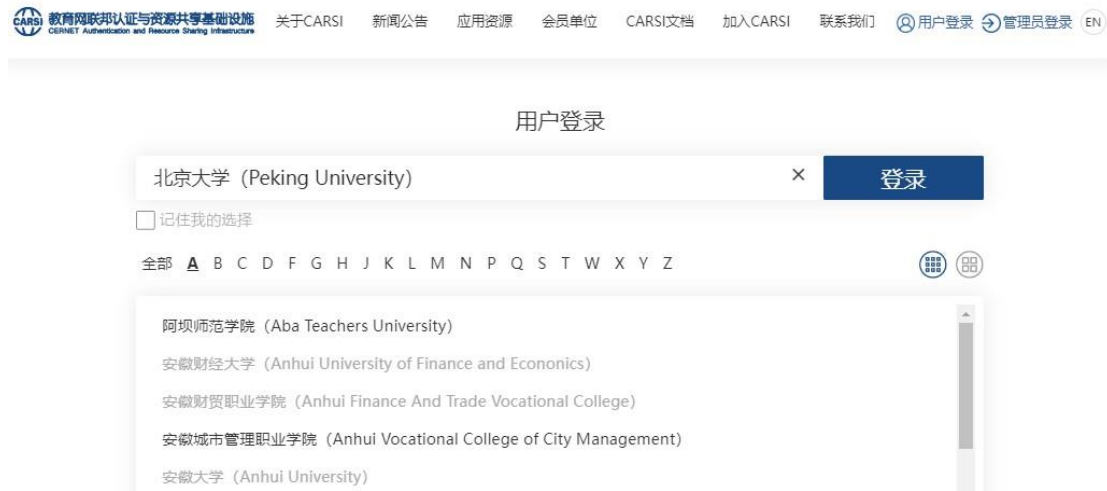 CARSI 教育网联邦认证与资源共享基础设施 关于CARSI 新闻公告 应用资源 会员单位 CARSI文档 加入CARSI 联系我们 用户登录 管理员登录 EN
CERNET Authentication and Resource Sharing Infrastructure
用户登录
北京大学（Peking University） × 登录
记住我的选择
全部 A B C D F G H J K L M N P Q S T W X Y Z
阿坝师范学院（Aba Teachers University）
安徽财经大学（Anhui University of Finance and Econonics）
安徽财贸职业学院（Anhui Finance And Trade Vocational College）
安徽城市管理职业学院（Anhui Vocational College of City Management）
安徽大学（Anhui University）